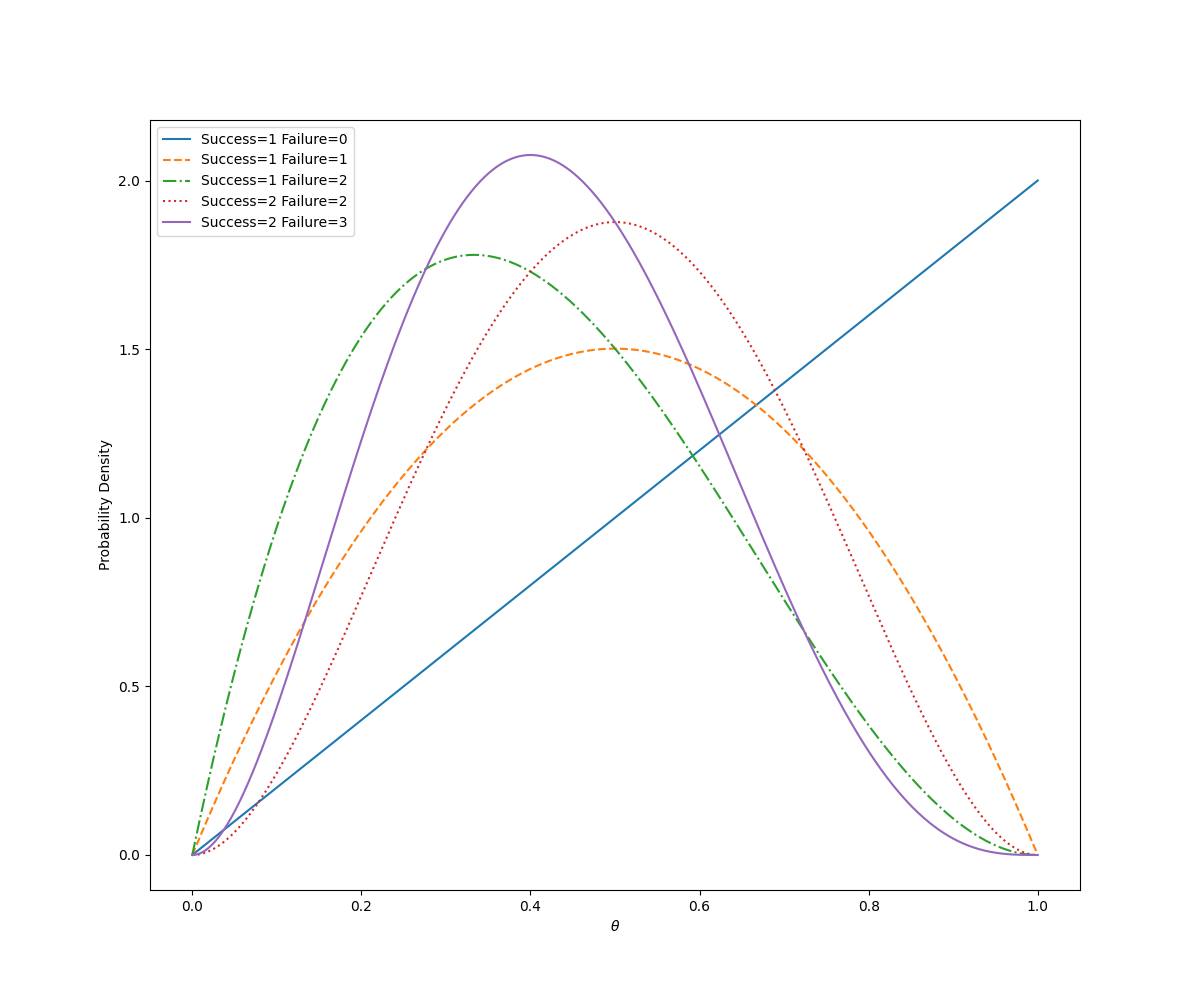 Success=1 Failure=0
Success=1 Failure=1
Success=1 Failure=2
Success=2 Failure=2
Success=2 Failure=3
2.0
1.5
1.0
0.5
0.0
Probability Density
0.0 0.2 0.4 0.6 0.8 1.0
θ